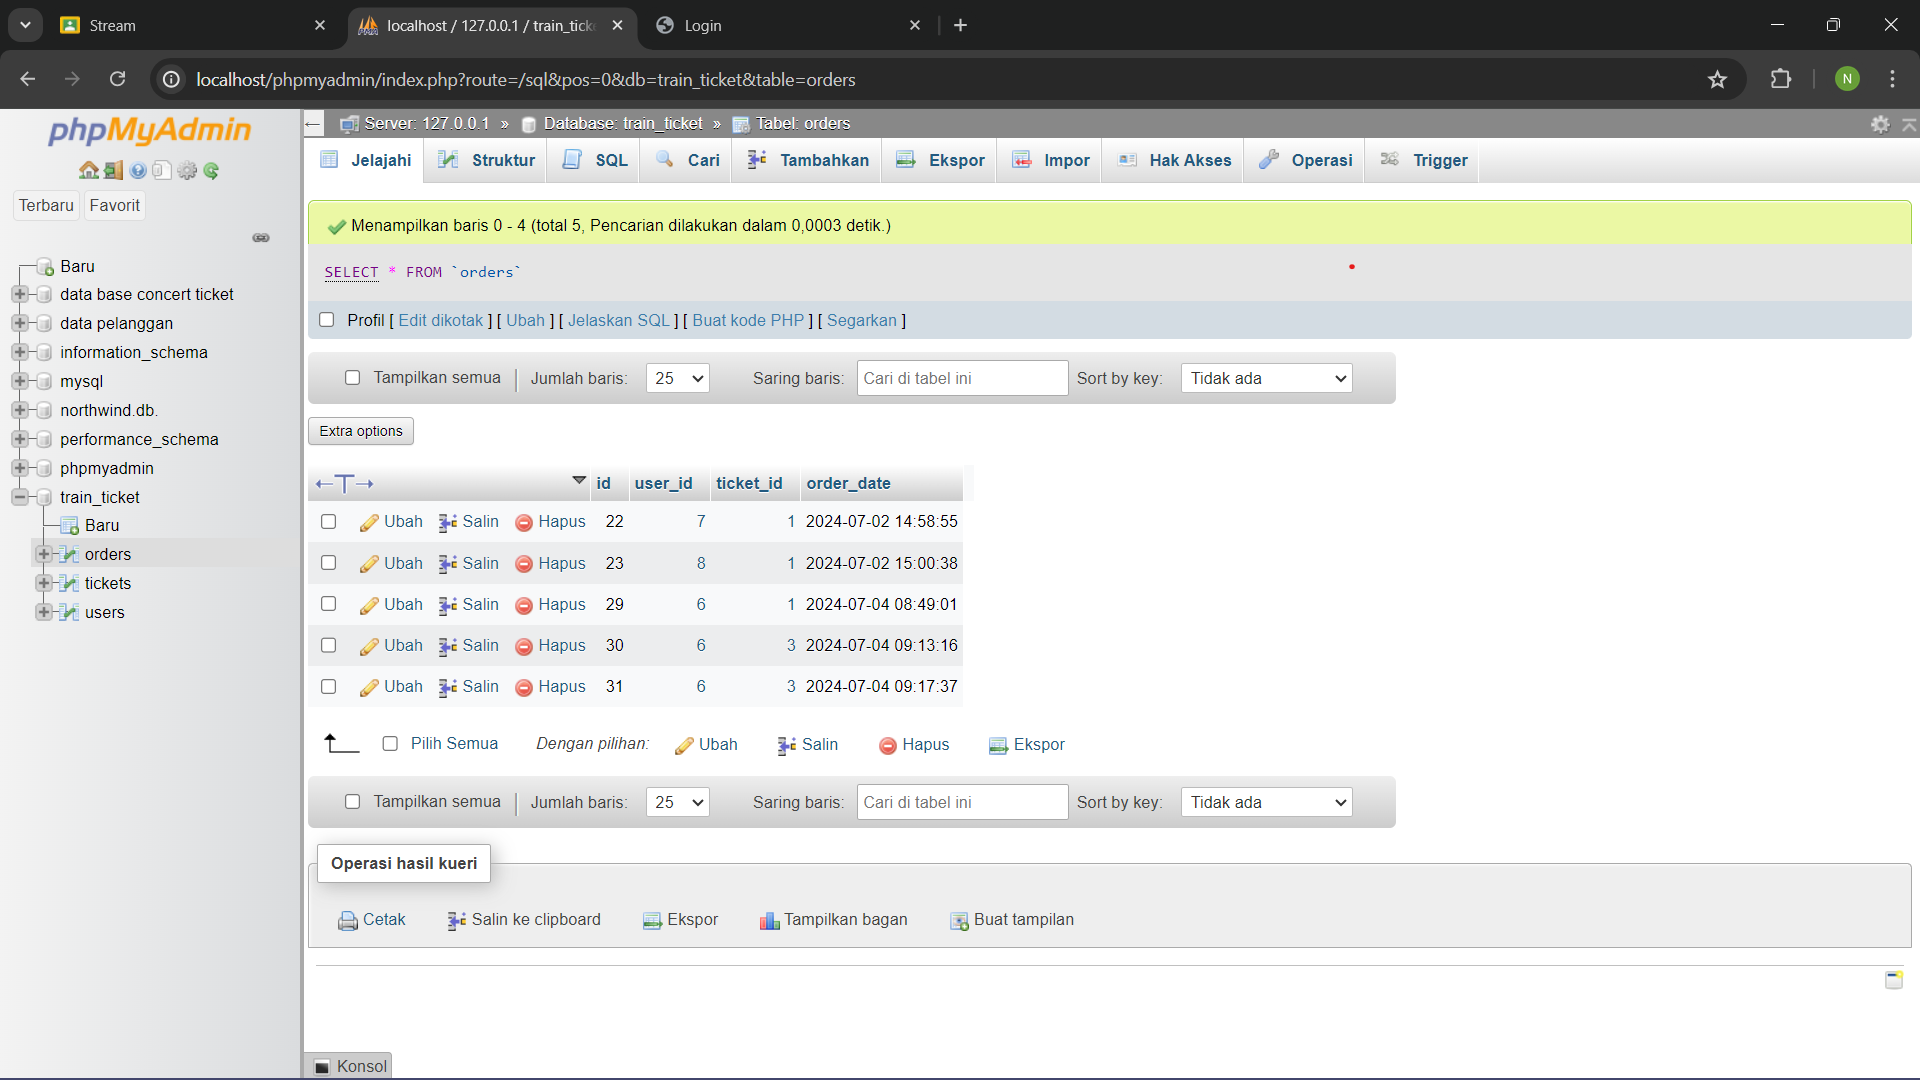 Stream
localhost / 127.0.0.1 / train_tick
Login
localhost/phpmyadmin/index.php?route=/sql&pos=0&db=train_ticket&table=orders
N
phpMyAdmin
Terbaru
Favorit
Baru
data base concert ticket
data pelanggan
information_schema
mysql
northwind.db.
performance_schema
phpmyadmin
train_ticket
Baru
orders
tickets
users
Server: 127.0.0.1 » Database: train_ticket » Tabel: orders
Jelajahi Struktur SQL Cari Tambahkan Ekspor Impor Hak Akses Operasi Trigger
Menampilkan baris 0 - 4 (total 5, Pencarian dilakukan dalam 0,0003 detik.)
SELECT * FROM `orders`
Profil [ Edit dikotak ] [ Ubah ] [ Jelaskan SQL ] [ Buat kode PHP ] [ Segarkan ]
Tampilkan semua Jumlah baris: 25 Saring baris: Cari di tabel ini Sort by key: Tidak ada
Extra options
id user_id ticket_id order_date
Ubah Salin Hapus 22 7 1 2024-07-02 14:58:55
Ubah Salin Hapus 23 8 1 2024-07-02 15:00:38
Ubah Salin Hapus 29 6 1 2024-07-04 08:49:01
Ubah Salin Hapus 30 6 3 2024-07-04 09:13:16
Ubah Salin Hapus 31 6 3 2024-07-04 09:17:37
Pilih Semua Dengan pilihan: Ubah Salin Hapus Ekspor
Tampilkan semua Jumlah baris: 25 Saring baris: Cari di tabel ini Sort by key: Tidak ada
Operasi hasil kueri
Cetak Salin ke clipboard Ekspor Tampilkan bagan Buat tampilan
Konsol